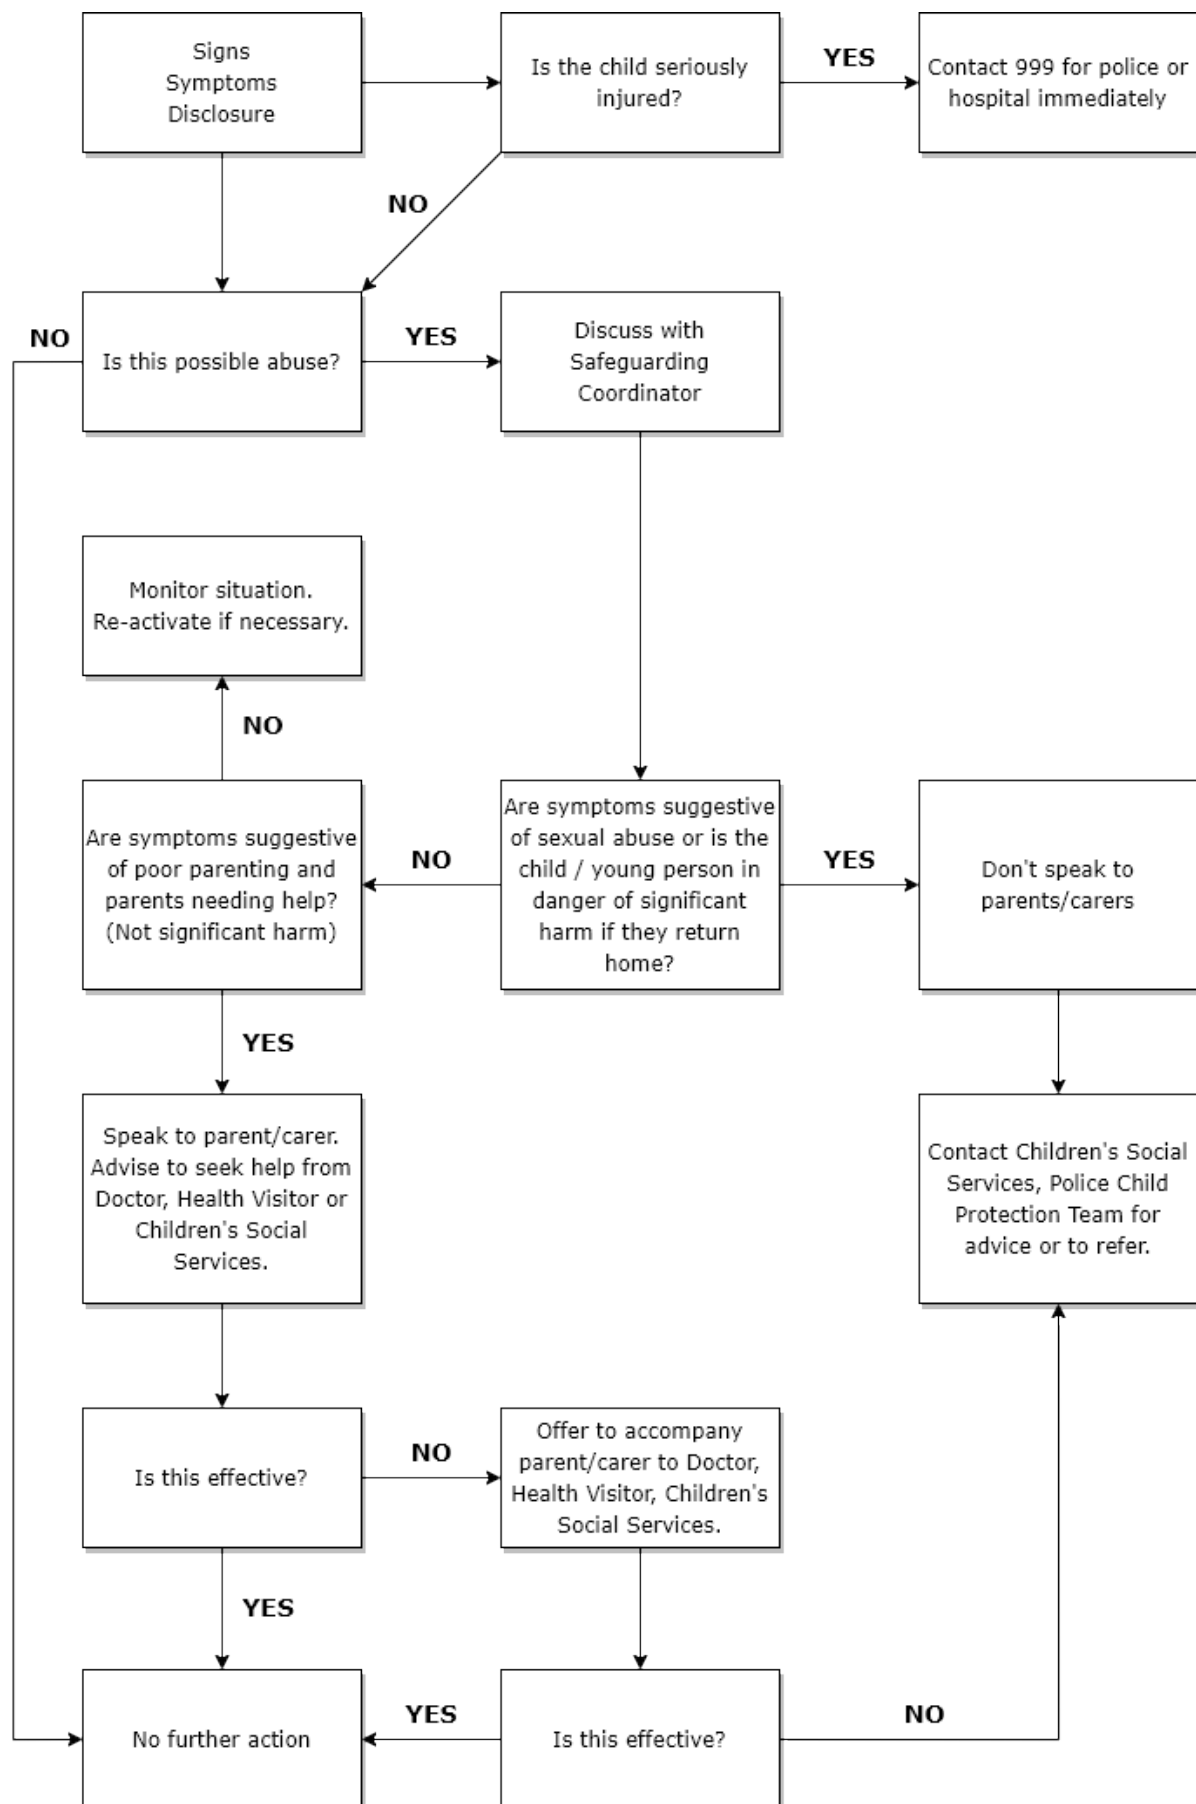 Signs
Symptoms
Disclosure
Is the child seriously
injured?
YES
Contact 999 for police or
hospital immediately
NO
NO
Is this possible abuse?
YES
Discuss with
Safeguarding
Coordinator
Monitor situation.
Re-activate if necessary.
NO
Are symptoms suggestive
of poor parenting and
parents needing help?
(Not significant harm)
NO
Are symptoms suggestive
of sexual abuse or is the
child / young person in
danger of significant
harm if they return
home?
YES
Don't speak to
parents/carers
YES
Speak to parent/carer.
Advise to seek help from
Doctor, Health Visitor or
Children's Social
Services.
Contact Children's Social
Services, Police Child
Protection Team for
advice or to refer.
Is this effective?
NO
Offer to accompany
parent/carer to Doctor,
Health Visitor, Children's
Social Services.
YES
No further action
YES
Is this effective?
NO